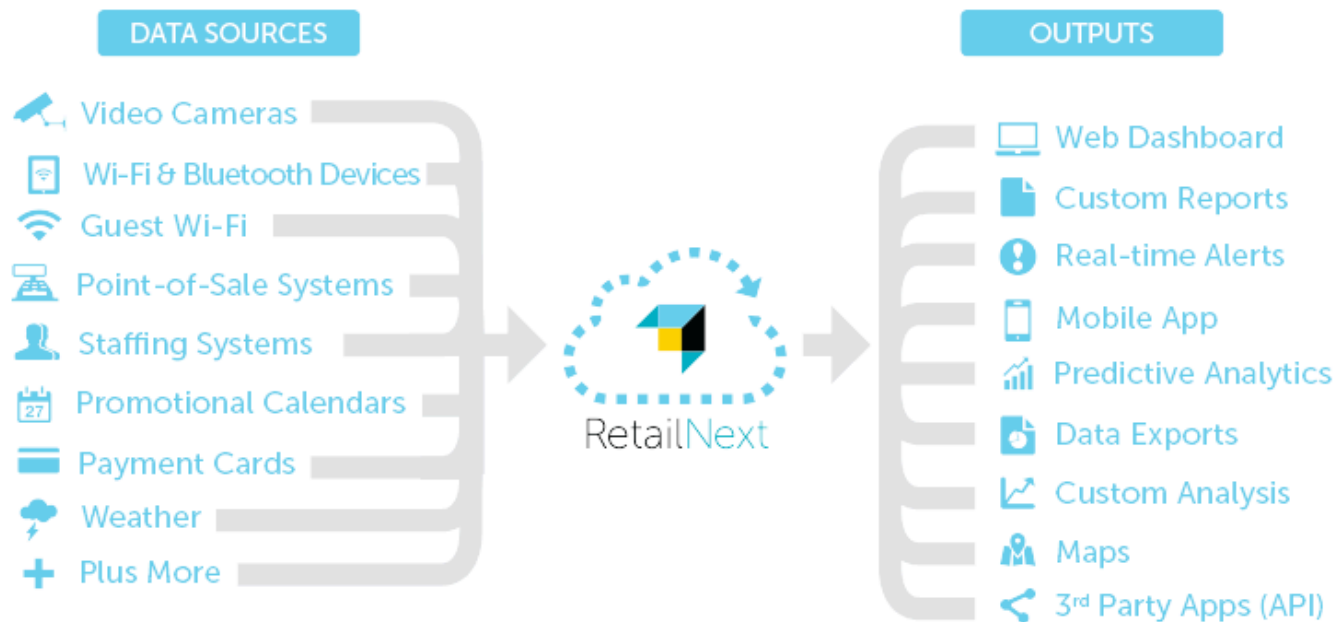 DATA SOURCES
Video Cameras
Wi-Fi & Bluetooth Devices
Guest Wi-Fi
Point-of-Sale Systems
Staffing Systems
27
Promotional Calendars
Payment Cards
Weather
Plus More
RetailNext
OUTPUTS
Web Dashboard
Custom Reports
Real-time Alerts
Mobile App
Predictive Analytics
Data Exports
Custom Analysis
Maps
3rd Party Apps (API)